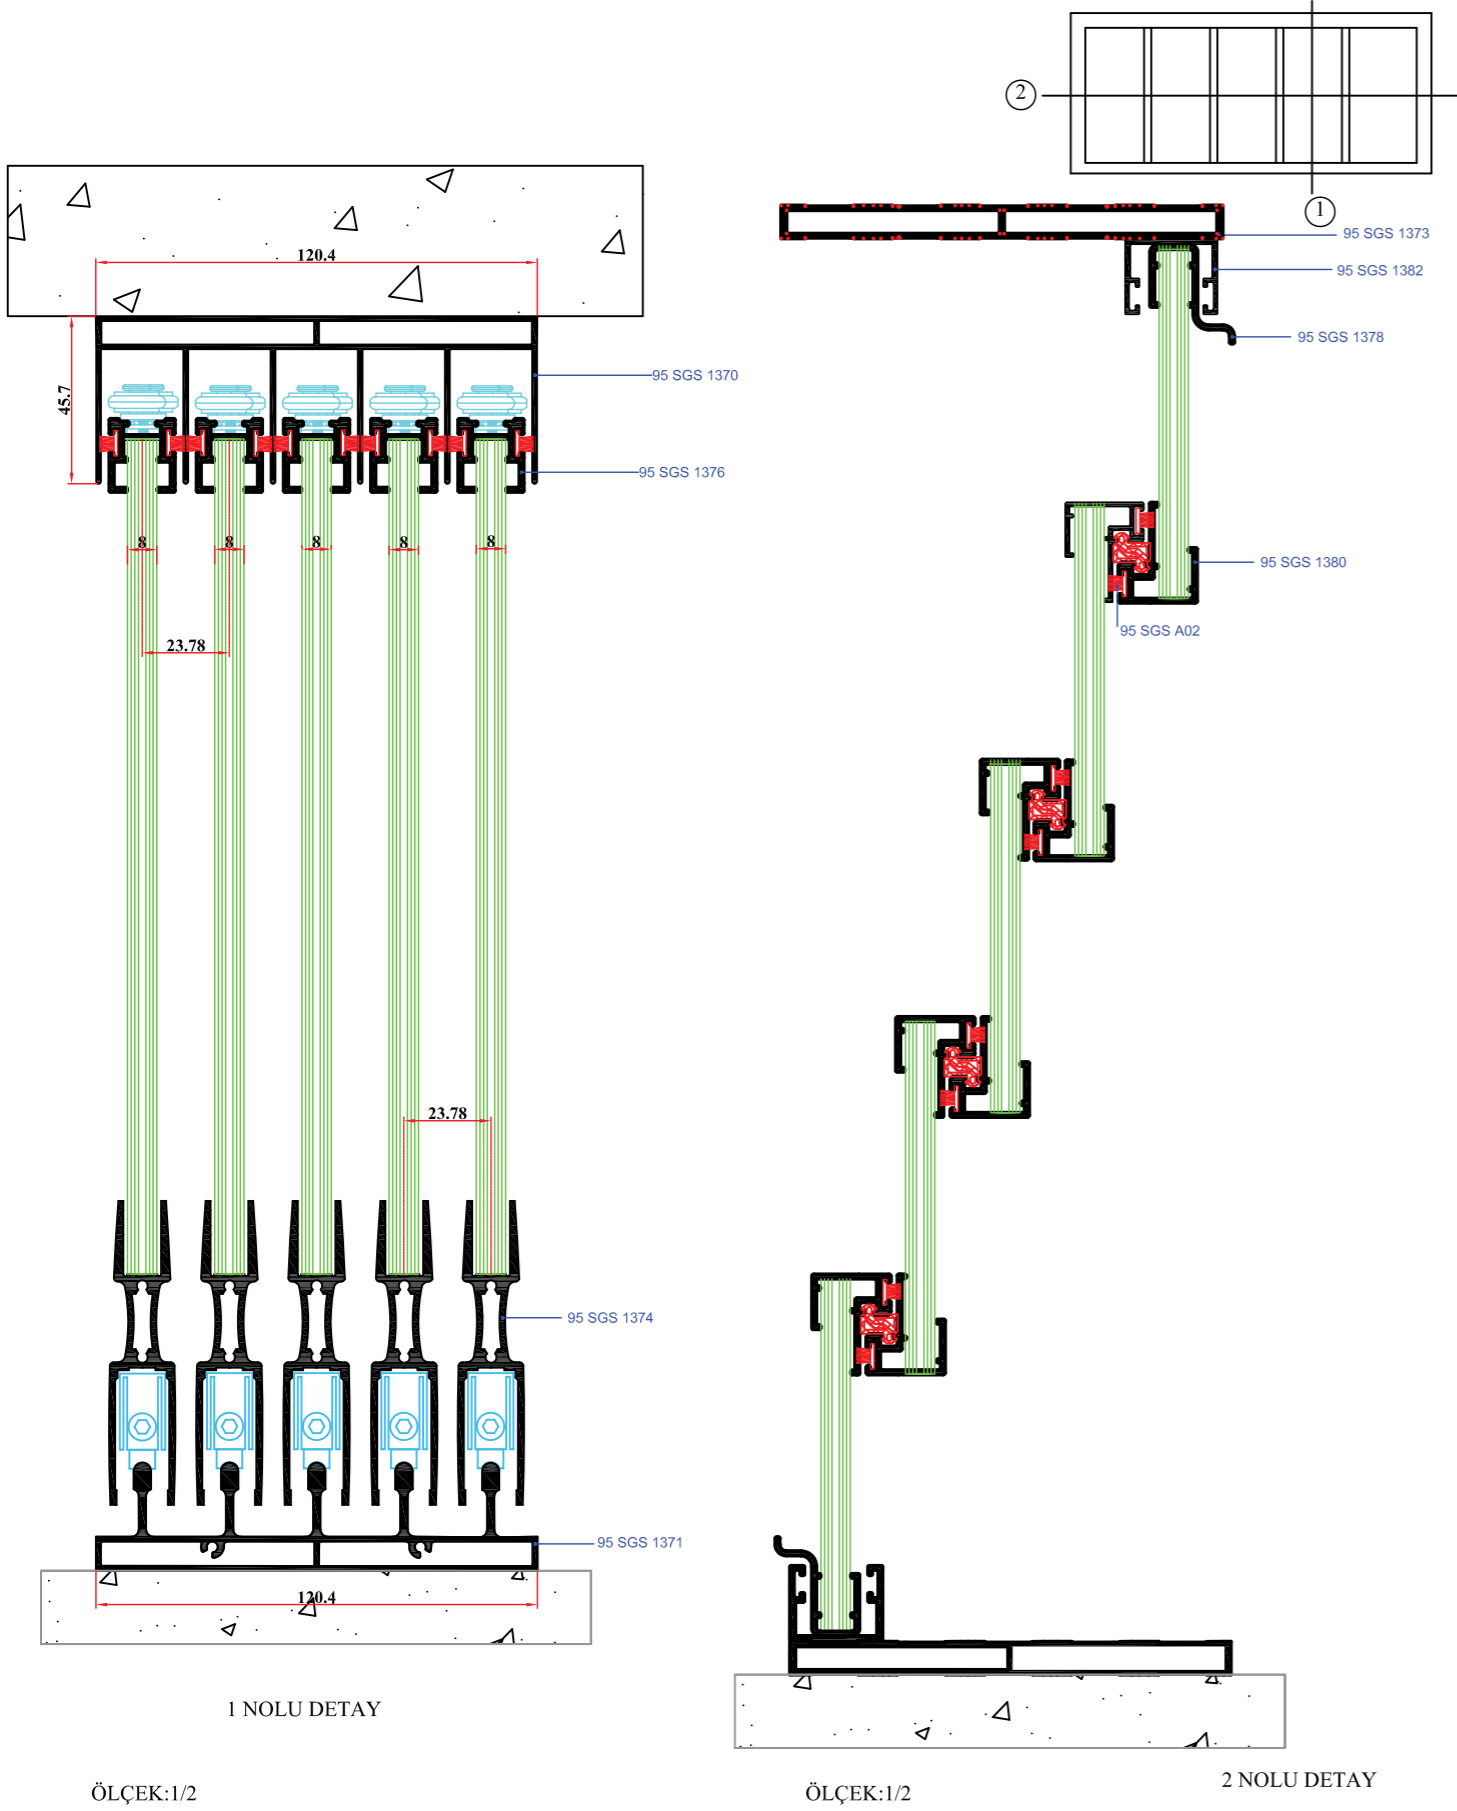 2
1
120.4
45.7
95 SGS 1370
95 SGS 1376
8
8
8
8
8
23.78
23.78
95 SGS 1374
95 SGS 1371
120.4
1 NOLU DETAY
ÖLÇEK:1/2
95 SGS 1373
95 SGS 1382
95 SGS 1378
95 SGS 1380
95 SGS A02
2 NOLU DETAY
ÖLÇEK:1/2